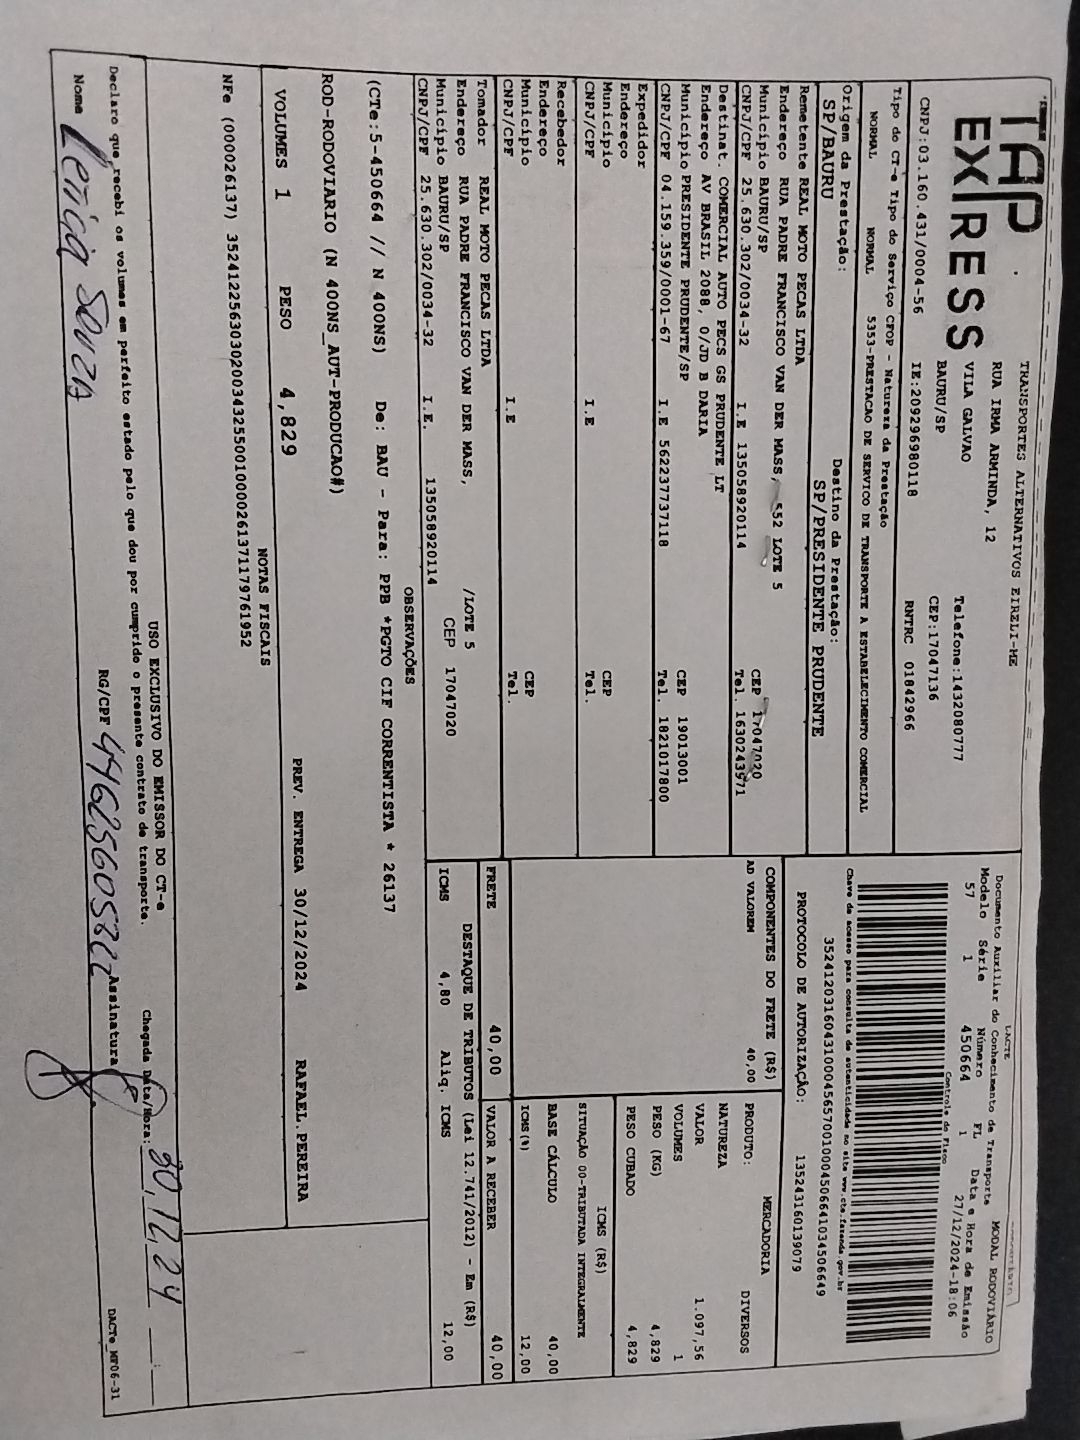 TAP
EXPRESS
TRANSPORTES ALTERNATIVOS EIRELI-ME
RUA IRMA ARMINDA, 12
VILA GALVAO Telefone:1432080777
BAURU/SP CEP:17047136
CNPJ:03.160.431/0004-56 IE:209296980118 RNTRC 01842966
Tipo do CT-e Tipo do Serviço CFOP - Natureza da Prestação
NORMAL NORMAL 5353-PRESTACAO DE SERVICO DE TRANSPORTE A ESTABELECIMENTO COMERCIAL
Origem da Prestação: Destino da Prestação:
SP/BAURU SP/PRESIDENTE PRUDENTE
Remetente REAL MOTO PECAS LTDA
Endereço RUA PADRE FRANCISCO VAN DER MASS, 552 LOTE 5
Município BAURU/SP CEP 17047020
CNPJ/CPF 25.630.302/0034-32 I.E 135058920114 Tel. 1630243971
Destinat. COMERCIAL AUTO PECS GS PRUDENTE LT
Endereço AV BRASIL 2088, 0/JD B DARIA
Município PRESIDENTE PRUDENTE/SP CEP 19013001
CNPJ/CPF 04.159.359/0001-67 I.E 562237737118 Tel. 1821017800
Expedidor
Endereço
Município CEP
CNPJ/CPF I.E Tel.
Recebedor
Endereço
Município CEP
CNPJ/CPF I.E Tel.
Tomador REAL MOTO PECAS LTDA
Endereço RUA PADRE FRANCISCO VAN DER MASS, /LOTE 5
Município BAURU/SP CEP 17047020
CNPJ/CPF 25.630.302/0034-32 I.E. 135058920114
DACTE
Documento Auxiliar do Conhecimento de Transporte MODAL RODOVIÁRIO
Modelo Série Número FL Data e Hora de Emissão
57 1 450664 1 27/12/2024-18:06
Controle do Fisco
Chave de acesso para consulta de autenticidade no site www.cte.fazenda.gov.br
35241203160431000456570010004506641034506649
PROTOCOLO DE AUTORIZAÇÃO: 135243160139079
COMPONENTES DO FRETE (R$)
AD VALOREM 40,00
MERCADORIA
PRODUTO: DIVERSOS
NATUREZA
VALOR 1.097,56
VOLUMES 1
PESO (KG) 4,829
PESO CUBADO 4,829
ICMS (R$)
SITUAÇÃO 00-TRIBUTADA INTEGRALMENTE
BASE CÁLCULO 40,00
ICMS (%) 12,00
FRETE 40,00 VALOR A RECEBER 40,00
DESTAQUE DE TRIBUTOS (Lei 12.741/2012) - Em (R$)
ICMS 4,80 Aliq. ICMS 12,00
OBSERVAÇÕES
(CTe:5-450664 // N 400NS) De: BAU - Para: PPB *PGTO CIF CORRENTISTA * 26137
ROD-RODOVIARIO (N 400NS_AUT-PRODUCAO#)
VOLUMES 1 PESO 4,829 PREV. ENTREGA 30/12/2024 RAFAEL.PEREIRA
NOTAS FISCAIS
NFe (000026137) 35241225630302003432550010000261371179761952
USO EXCLUSIVO DO EMISSOR DO CT-e
Declaro que recebi os volumes em perfeito estado pelo que dou por cumprido o presente contrato de transporte. Chegada Data/Hora: 30,12,24 :
Nome Leticia Souza RG/CPF 44625605822 Assinatura
DACTe_MF06-31